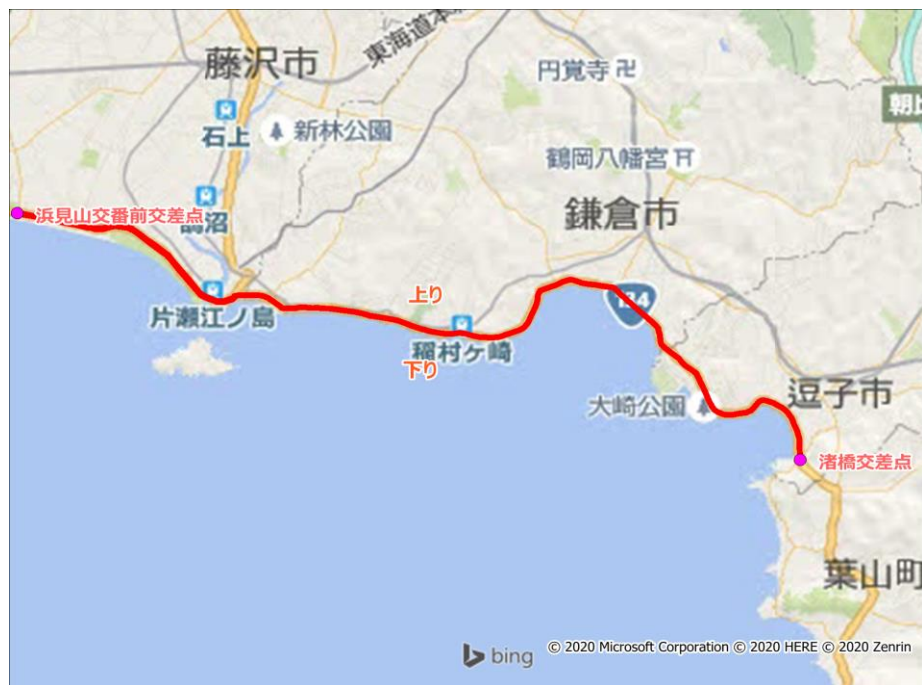 藤沢市
東海道本
円覚寺
朝比
石上
新林公園
鶴岡八幡宮
鎌倉市
浜見山交番前交差点
鵠沼
上り
134
片瀬江ノ島
稲村ヶ崎
下り
大崎公園
逗子市
渚橋交差点
葉山町
bing
© 2020 Microsoft Corporation © 2020 HERE © 2020 Zenrin